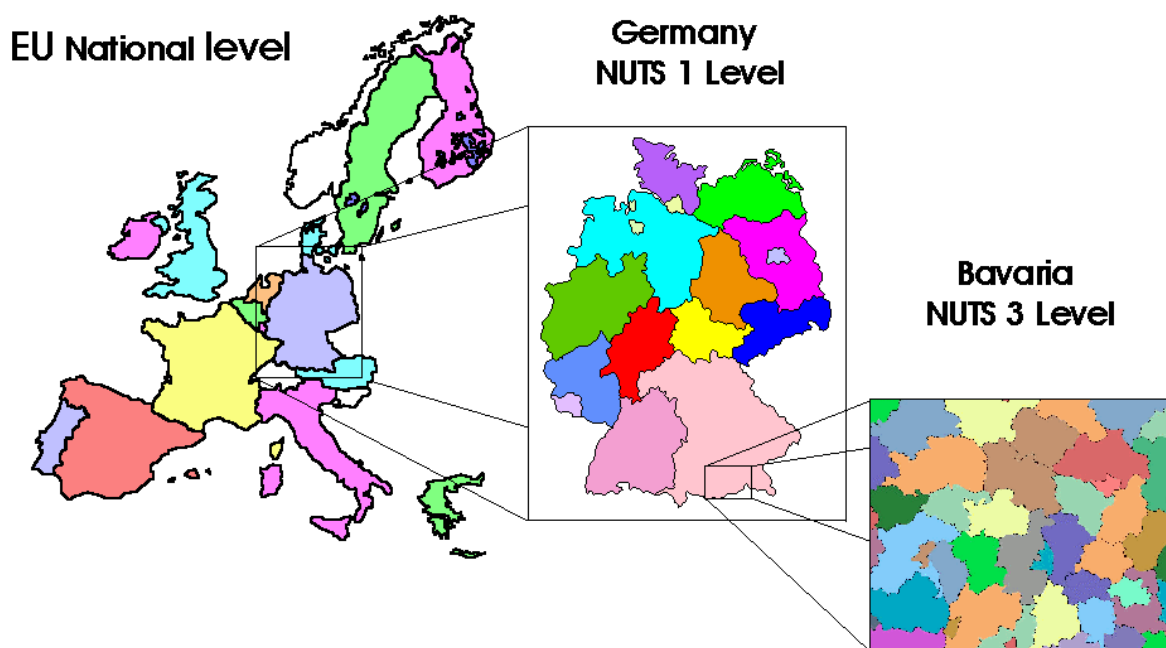 EU National level
Germany
NUTS 1 Level
Bavaria
NUTS 3 Level